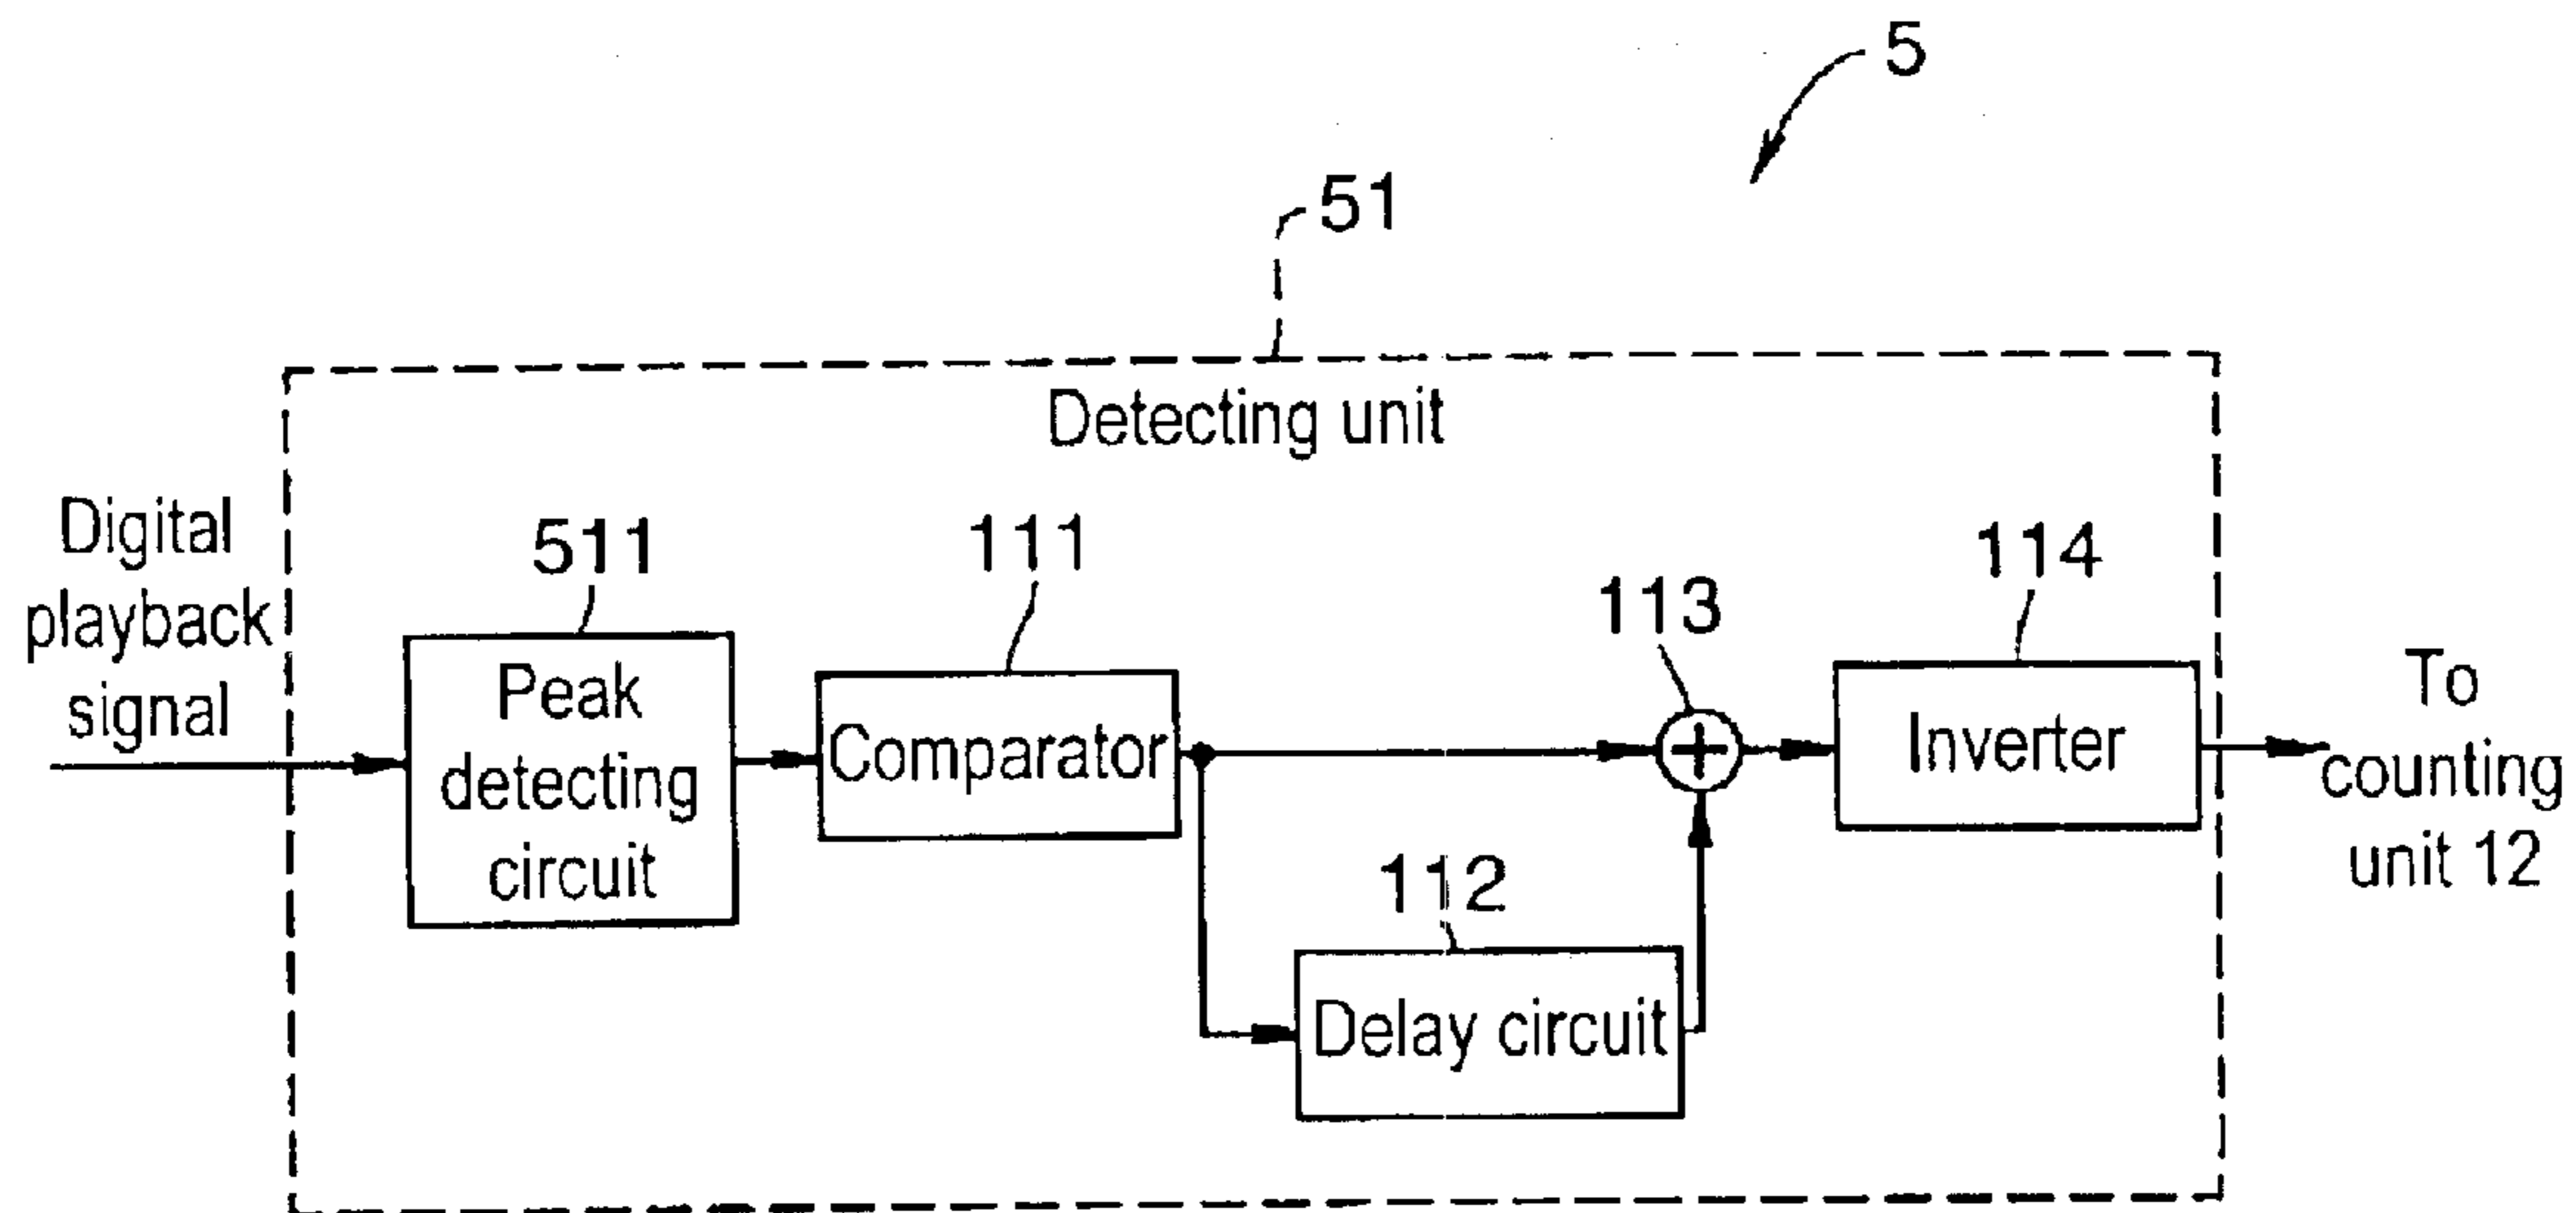 5
51
Detecting unit
Digital
playback
signal
511
111
113
114
Peak
detecting
circuit
Comparator
+
Inverter
To
counting
unit 12
112
Delay circuit